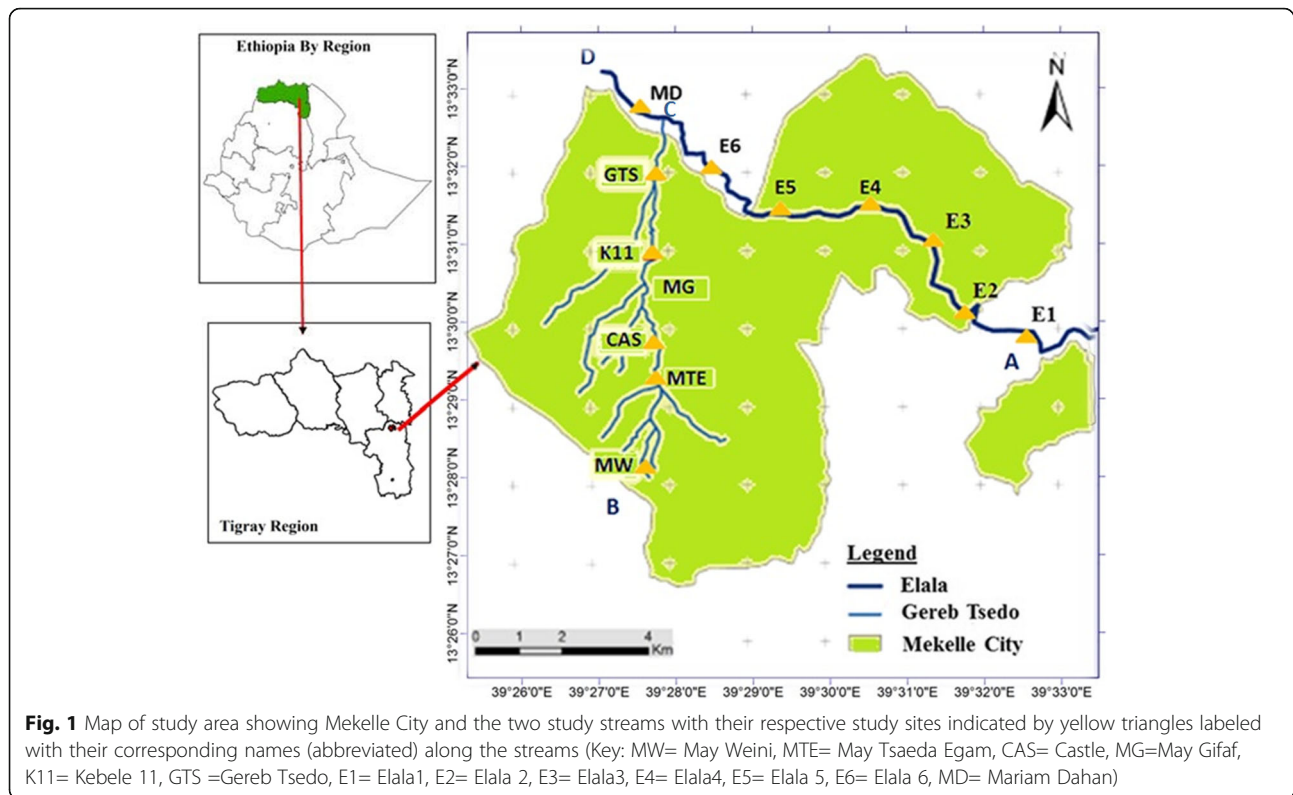 Ethiopia By Region
Tigray Region
D
MD
C
N
E6
GTS
E5
E4
E3
K11
MG
E2
E1
CAS
A
MTE
MW
B
Legend
Elala
Gereb Tsedo
Mekelle City
0 1 2 4
Km
13°33'0"N
13°32'0"N
13°31'0"N
13°30'0"N
13°29'0"N
13°28'0"N
13°27'0"N
13°26'0"N
39°26'0"E 39°27'0"E 39°28'0"E 39°29'0"E 39°30'0"E 39°31'0"E 39°32'0"E 39°33'0"E
Fig. 1 Map of study area showing Mekelle City and the two study streams with their respective study sites indicated by yellow triangles labeled
with their corresponding names (abbreviated) along the streams (Key: MW= May Weini, MTE= May Tsaeda Egam, CAS= Castle, MG=May Gifaf,
K11= Kebele 11, GTS =Gereb Tsedo, E1= Elala1, E2= Elala 2, E3= Elala3, E4= Elala4, E5= Elala 5, E6= Elala 6, MD= Mariam Dahan)